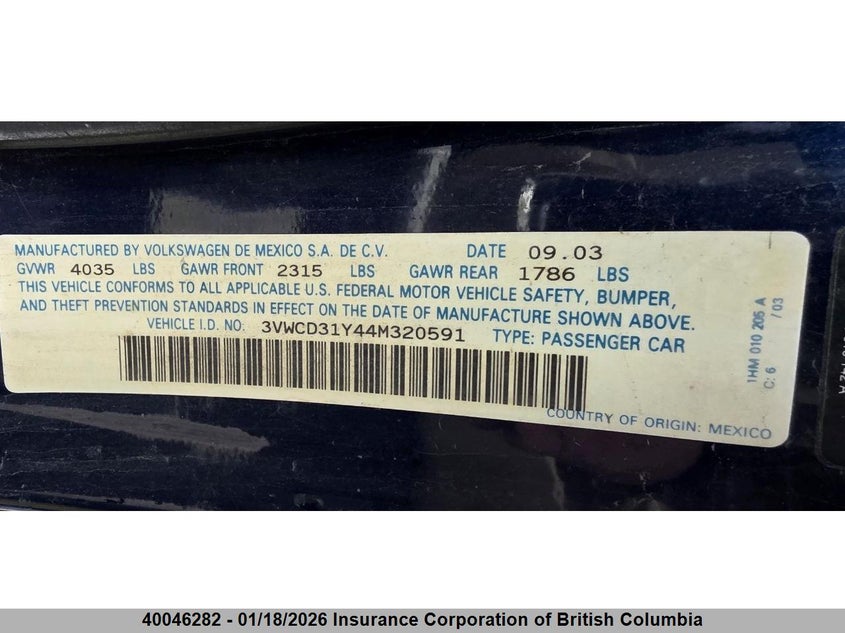 MANUFACTURED BY VOLKSWAGEN DE MEXICO S.A. DE C.V. DATE 09.03
GVWR 4035 LBS GAWR FRONT 2315 LBS GAWR REAR 1786 LBS
THIS VEHICLE CONFORMS TO ALL APPLICABLE U.S. FEDERAL MOTOR VEHICLE SAFETY, BUMPER,
AND THEFT PREVENTION STANDARDS IN EFFECT ON THE DATE OF MANUFACTURE SHOWN ABOVE.
VEHICLE I.D. NO: 3VWCD31Y44M320591 TYPE: PASSENGER CAR
COUNTRY OF ORIGIN: MEXICO
1HM 010 205 A
C: 6 / 03
40046282 - 01/18/2026 Insurance Corporation of British Columbia